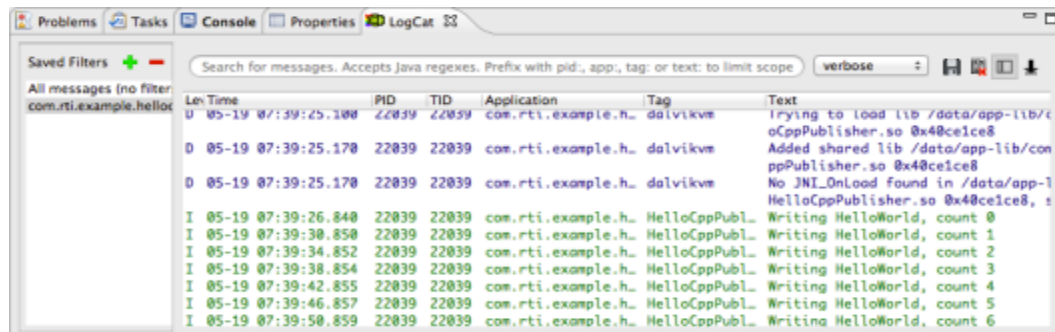 Problems Tasks Console Properties LogCat
Saved Filters
Search for messages. Accepts Java regexes. Prefix with pid:, app:, tag: or text: to limit scope verbose
All messages (no filter
com.rti.example.helloc
Lev Time PID TID Application Tag Text
D 05-19 07:39:25.100 22039 22039 com.rti.example.h… dalvikvm Trying to load lib /data/app-lib/c
oCppPublisher.so 0x40ce1ce8
D 05-19 07:39:25.170 22039 22039 com.rti.example.h… dalvikvm Added shared lib /data/app-lib/com
ppPublisher.so 0x40ce1ce8
D 05-19 07:39:25.170 22039 22039 com.rti.example.h… dalvikvm No JNI_OnLoad found in /data/app-l
HelloCppPublisher.so 0x40ce1ce8, s
I 05-19 07:39:26.840 22039 22039 com.rti.example.h… HelloCppPubl… Writing HelloWorld, count 0
I 05-19 07:39:30.850 22039 22039 com.rti.example.h… HelloCppPubl… Writing HelloWorld, count 1
I 05-19 07:39:34.852 22039 22039 com.rti.example.h… HelloCppPubl… Writing HelloWorld, count 2
I 05-19 07:39:38.854 22039 22039 com.rti.example.h… HelloCppPubl… Writing HelloWorld, count 3
I 05-19 07:39:42.855 22039 22039 com.rti.example.h… HelloCppPubl… Writing HelloWorld, count 4
I 05-19 07:39:46.857 22039 22039 com.rti.example.h… HelloCppPubl… Writing HelloWorld, count 5
I 05-19 07:39:50.859 22039 22039 com.rti.example.h… HelloCppPubl… Writing HelloWorld, count 6